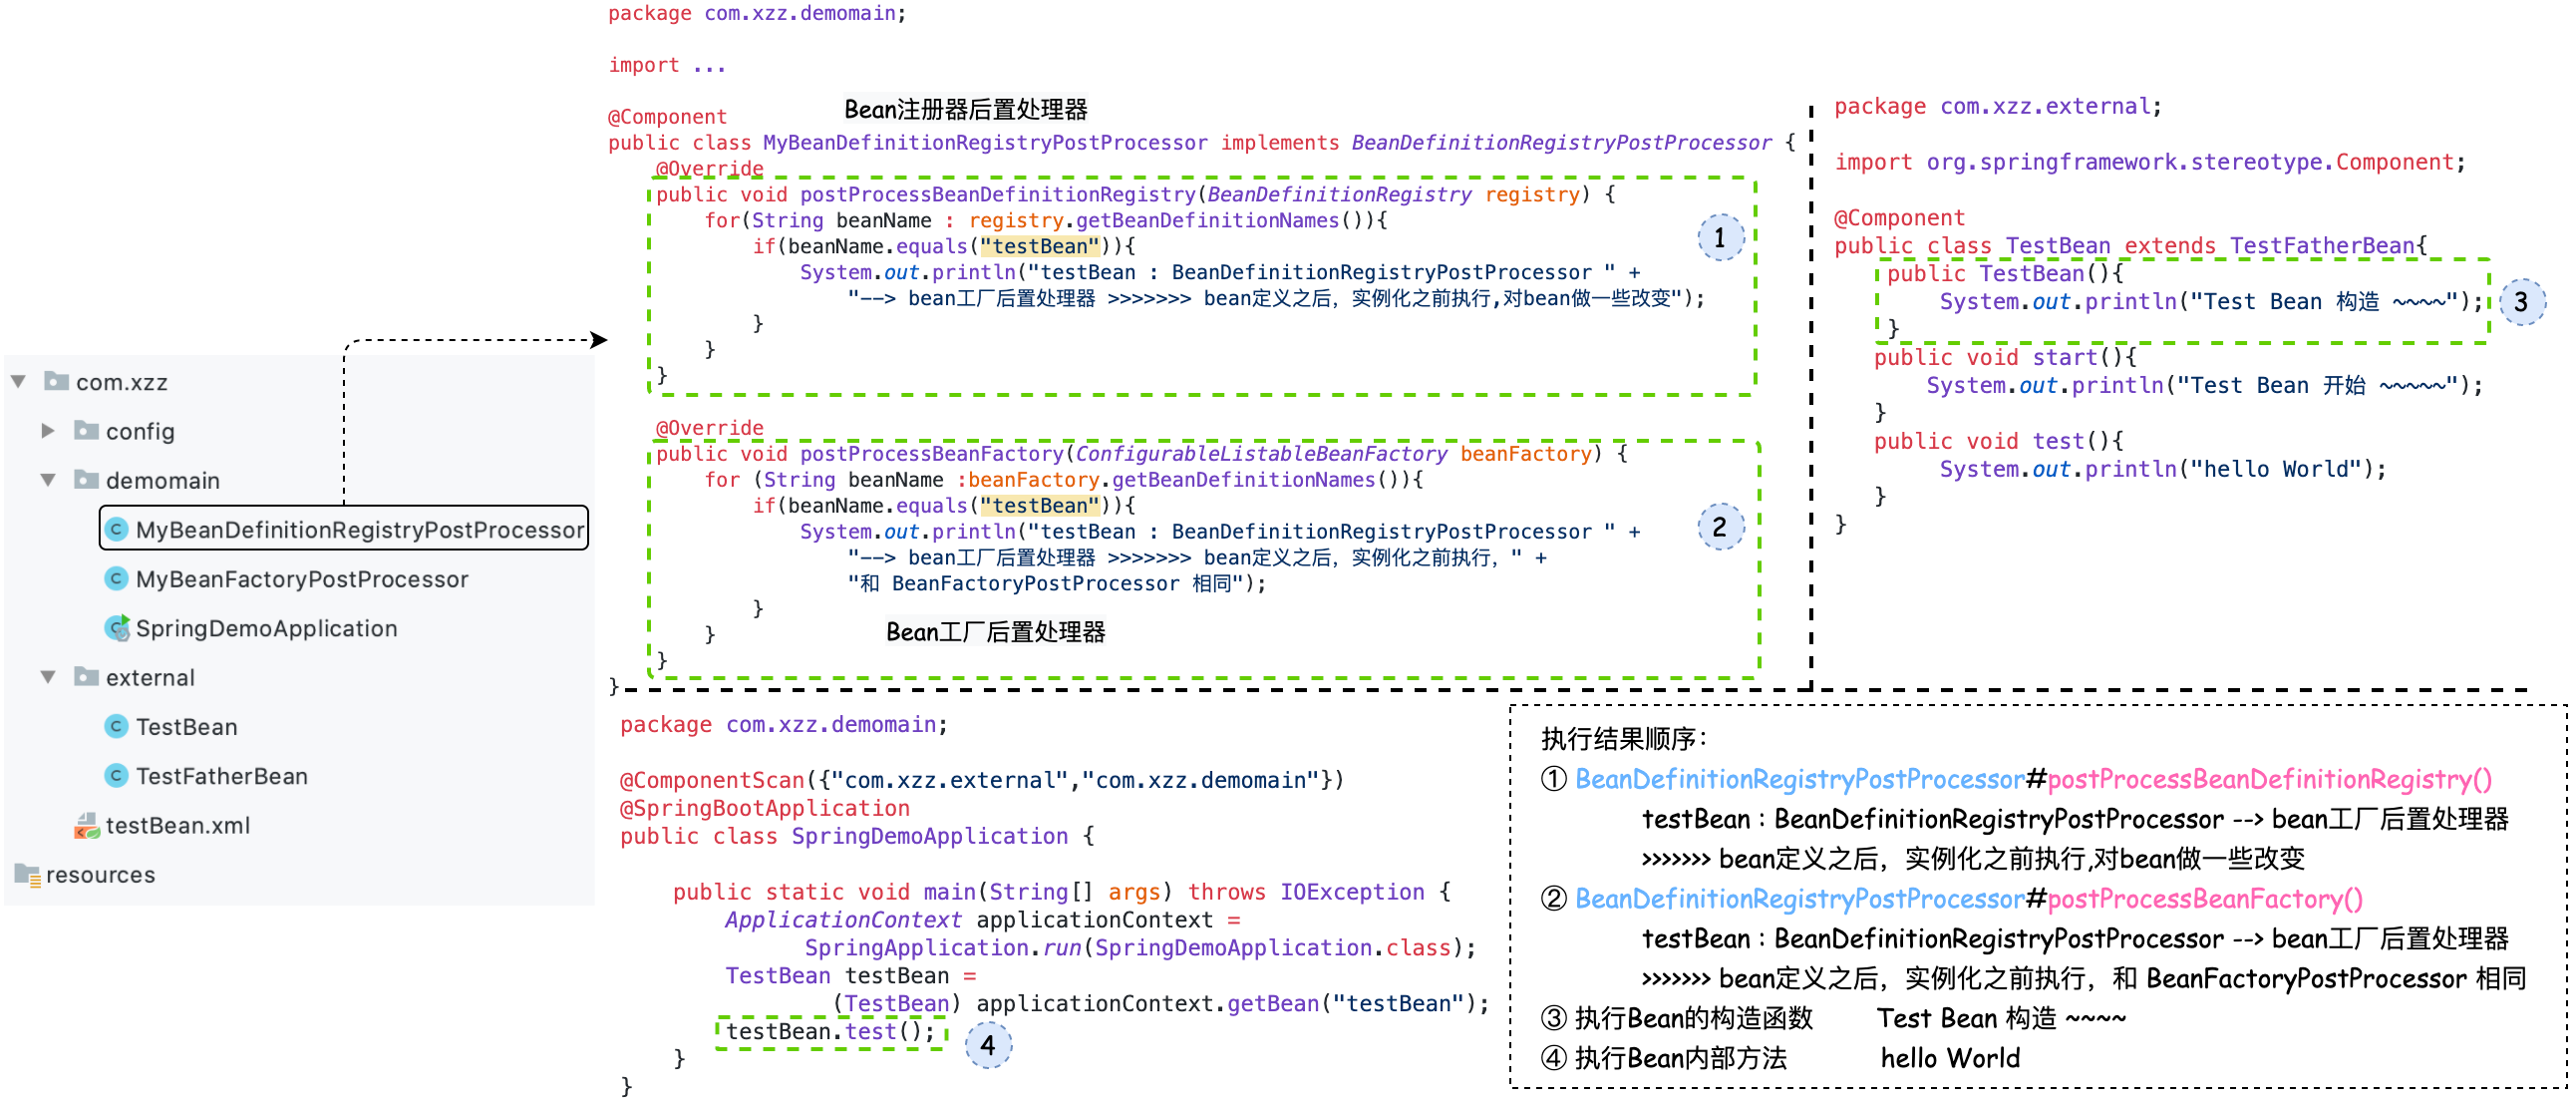 com.xzz
config
demomain
MyBeanDefinitionRegistryPostProcessor
MyBeanFactoryPostProcessor
SpringDemoApplication
external
TestBean
TestFatherBean
testBean.xml
resources
package com.xzz.demomain;
import ...
Bean注册器后置处理器
@Component
public class MyBeanDefinitionRegistryPostProcessor implements BeanDefinitionRegistryPostProcessor {
@Override
public void postProcessBeanDefinitionRegistry(BeanDefinitionRegistry registry) {
for(String beanName : registry.getBeanDefinitionNames()){
if(beanName.equals("testBean")){
System.out.println("testBean : BeanDefinitionRegistryPostProcessor " +
"--> bean工厂后置处理器 >>>>>>> bean定义之后，实例化之前执行,对bean做一些改变");
}
}
}
1
@Override
public void postProcessBeanFactory(ConfigurableListableBeanFactory beanFactory) {
for (String beanName :beanFactory.getBeanDefinitionNames()){
if(beanName.equals("testBean")){
System.out.println("testBean : BeanDefinitionRegistryPostProcessor " +
"--> bean工厂后置处理器 >>>>>>> bean定义之后，实例化之前执行，" +
"和 BeanFactoryPostProcessor 相同");
}
}
Bean工厂后置处理器
}
}
2
package com.xzz.external;
import org.springframework.stereotype.Component;
@Component
public class TestBean extends TestFatherBean{
public TestBean(){
System.out.println("Test Bean 构造 ~~~~");
}
3
public void start(){
System.out.println("Test Bean 开始 ~~~~~");
}
public void test(){
System.out.println("hello World");
}
}
package com.xzz.demomain;
@ComponentScan({"com.xzz.external","com.xzz.demomain"})
@SpringBootApplication
public class SpringDemoApplication {
public static void main(String[] args) throws IOException {
ApplicationContext applicationContext =
SpringApplication.run(SpringDemoApplication.class);
TestBean testBean =
(TestBean) applicationContext.getBean("testBean");
testBean.test();
4
}
}
执行结果顺序：
① BeanDefinitionRegistryPostProcessor#postProcessBeanDefinitionRegistry()
testBean : BeanDefinitionRegistryPostProcessor --> bean工厂后置处理器
>>>>>>> bean定义之后，实例化之前执行,对bean做一些改变
② BeanDefinitionRegistryPostProcessor#postProcessBeanFactory()
testBean : BeanDefinitionRegistryPostProcessor --> bean工厂后置处理器
>>>>>>> bean定义之后，实例化之前执行，和 BeanFactoryPostProcessor 相同
③ 执行Bean的构造函数 Test Bean 构造 ~~~~
④ 执行Bean内部方法 hello World